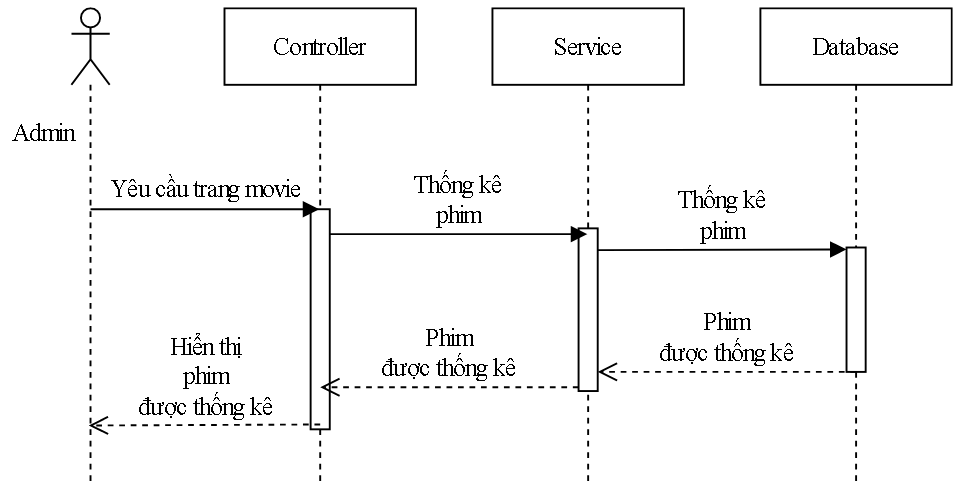 Controller
Service
Database
Admin
Yêu cầu trang movie
Thống kê
phim
Thống kê
phim
Phim
được thống kê
Phim
được thống kê
Hiển thị
phim
được thống kê